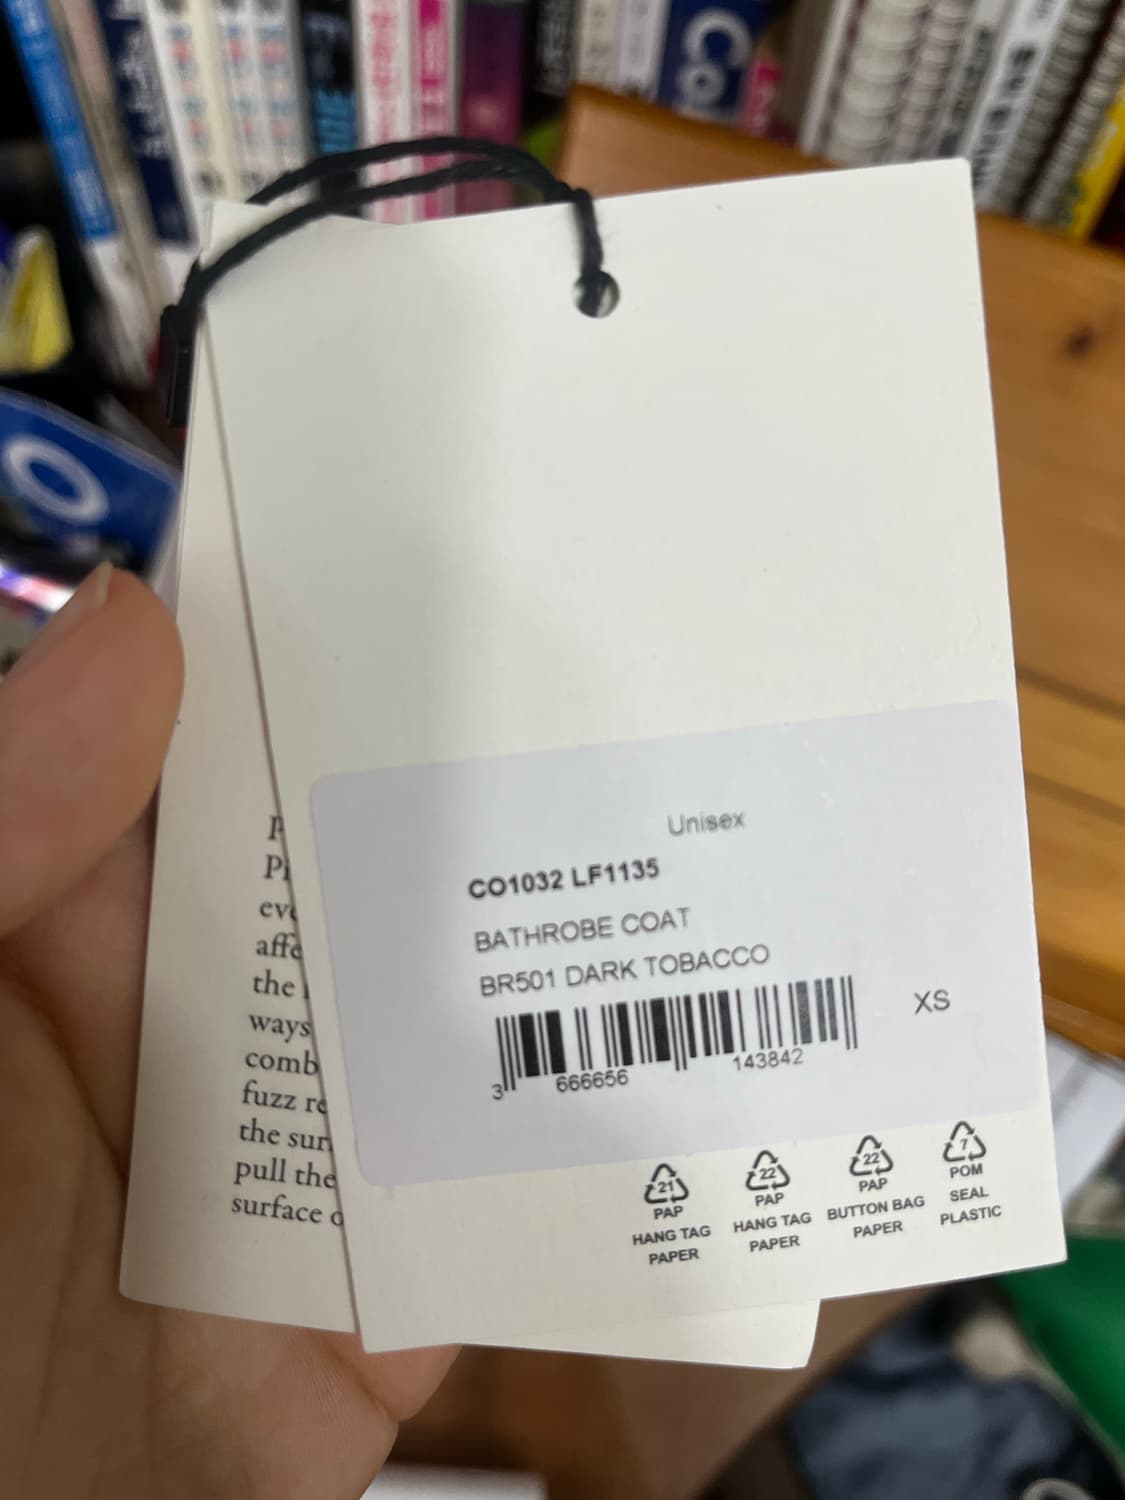 Co
Unisex
CO1032 LF1135
BATHROBE COAT
BR501 DARK TOBACCO
XS
3 666656 143842
21
PAP
HANG TAG
PAPER
22
PAP
HANG TAG
PAPER
22
PAP
BUTTON BAG
PAPER
7
POM
SEAL
PLASTIC
the
ways
comb
fuzz re
the sur
pull the
surface